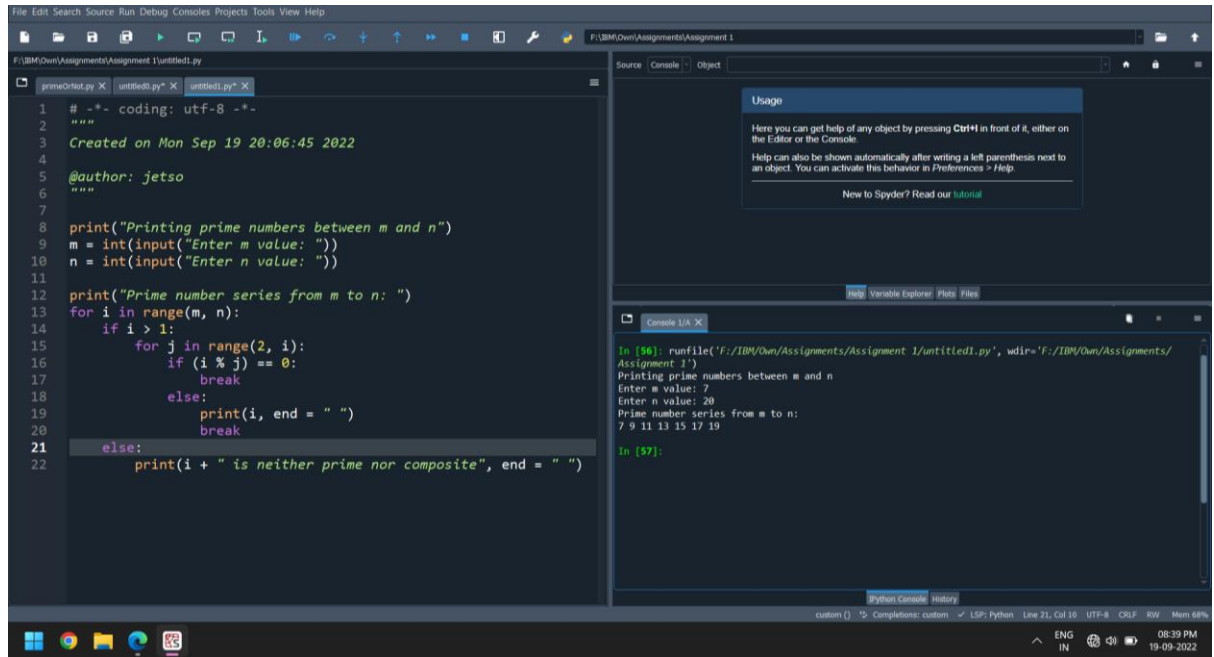 File Edit Search Source Run Debug Consoles Projects Tools View Help
F:\IBM\Own\Assignments\Assignment 1
F:\IBM\Own\Assignments\Assignment 1\untitled1.py
primeOrNot.py X untitled0.py* X untitled1.py* X
1 # -*- coding: utf-8 -*-
2 """
3 Created on Mon Sep 19 20:06:45 2022
4
5 @author: jetso
6 """
7
8 print("Printing prime numbers between m and n")
9 m = int(input("Enter m value: "))
10 n = int(input("Enter n value: "))
11
12 print("Prime number series from m to n: ")
13 for i in range(m, n):
14     if i > 1:
15         for j in range(2, i):
16             if (i % j) == 0:
17                 break
18             else:
19                 print(i, end = " ")
20                 break
21     else:
22         print(i + " is neither prime nor composite", end = " ")
Source Console Object
Usage
Here you can get help of any object by pressing Ctrl+I in front of it, either on
the Editor or the Console.
Help can also be shown automatically after writing a left parenthesis next to
an object. You can activate this behavior in Preferences > Help.
New to Spyder? Read our tutorial
Help Variable Explorer Plots Files
Console 1/A X
In [56]: runfile('F:/IBM/Own/Assignments/Assignment 1/untitled1.py', wdir='F:/IBM/Own/Assignments/
Assignment 1')
Printing prime numbers between m and n
Enter m value: 7
Enter n value: 20
Prime number series from m to n:
7 9 11 13 15 17 19
In [57]:
IPython Console History
custom () Completions: custom LSP: Python Line 21, Col 10 UTF-8 CRLF RW Mem 68%
ENG
IN
08:39 PM
19-09-2022